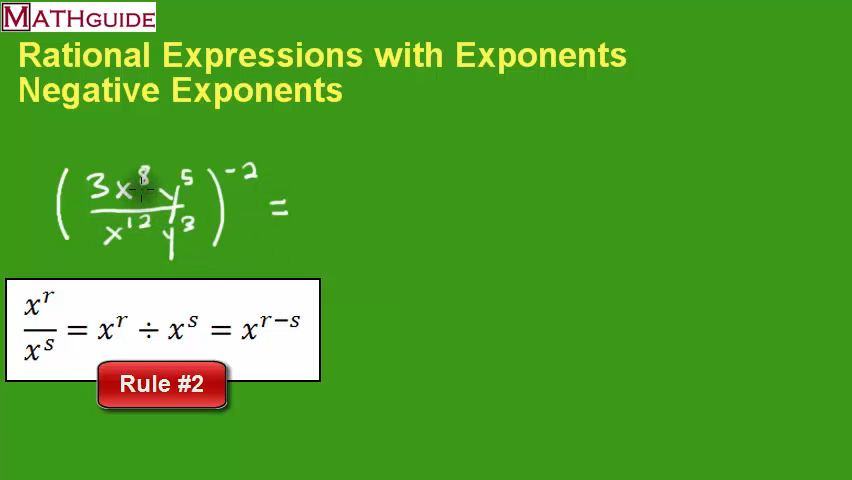 MATHGUIDE
Rational Expressions with Exponents
Negative Exponents
(3x⁸y⁵ / x¹²y³)⁻² =
xʳ/xˢ = xʳ ÷ xˢ = xʳ⁻ˢ
Rule #2